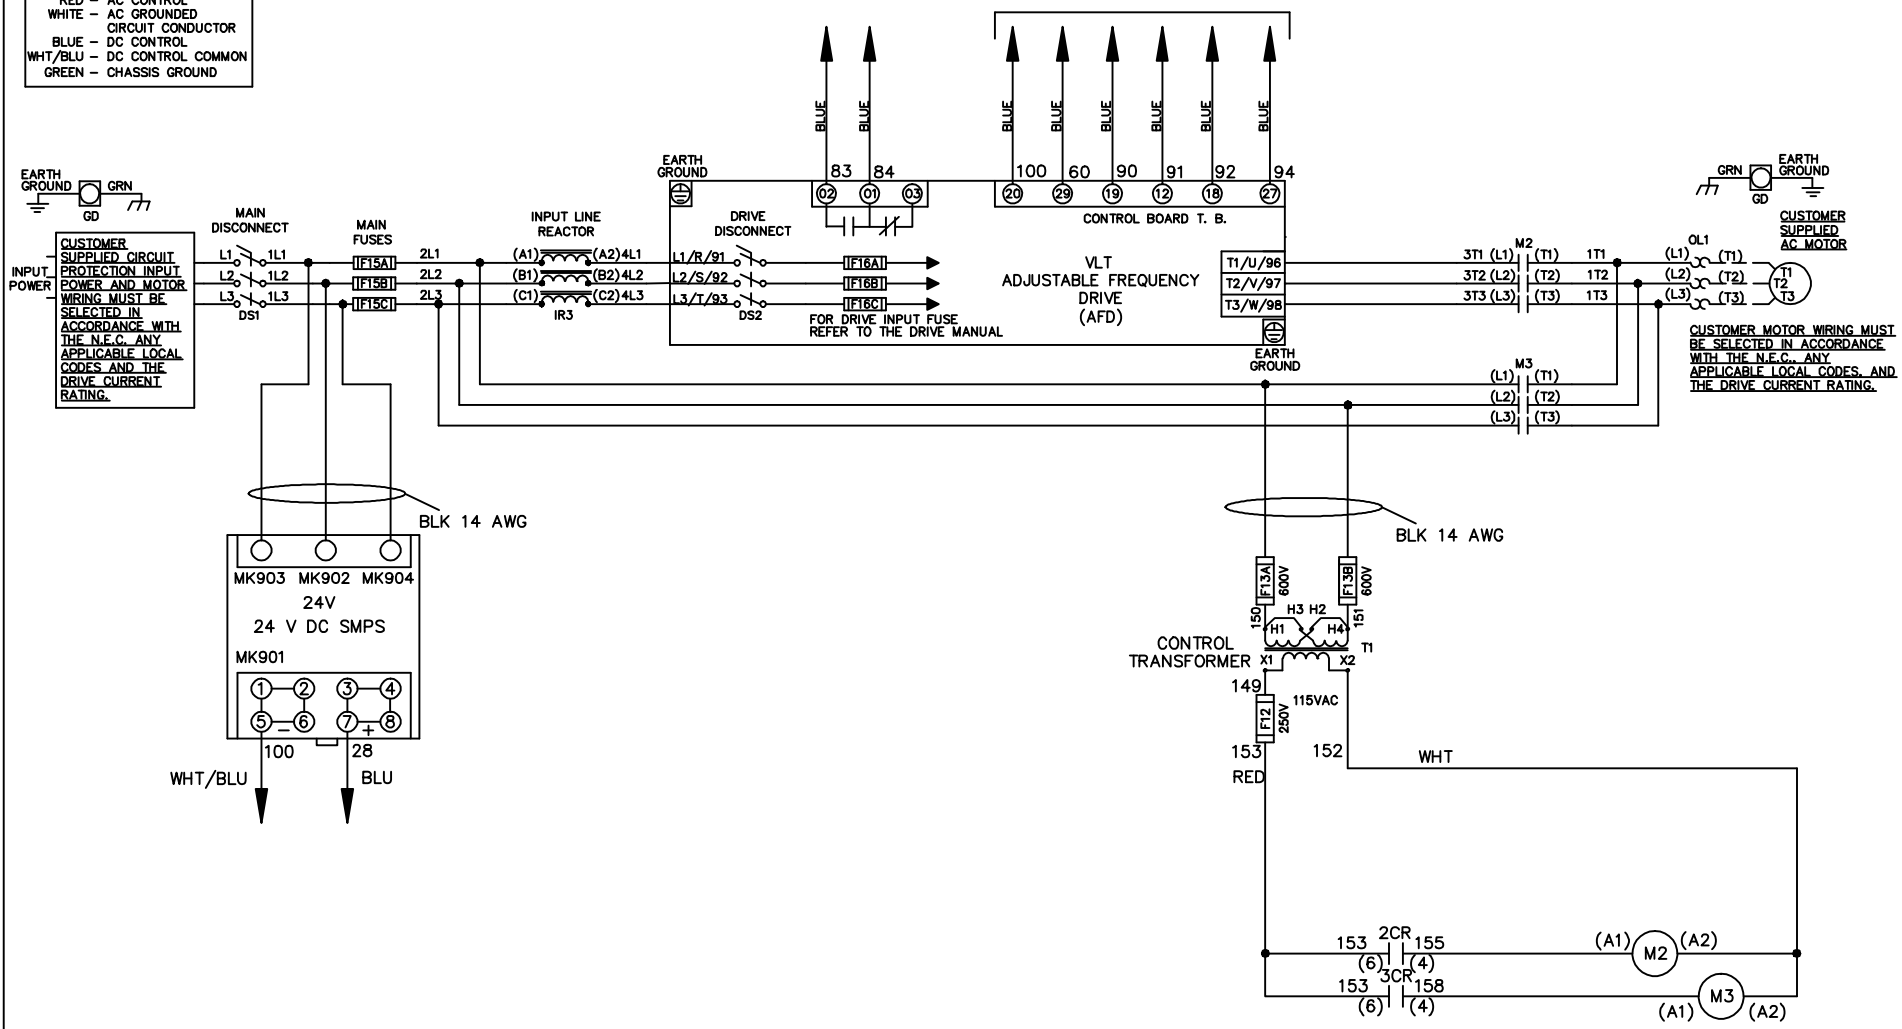 RED – AC CONTROL
WHITE – AC GROUNDED
CIRCUIT CONDUCTOR
BLUE – DC CONTROL
WHT/BLU – DC CONTROL COMMON
GREEN – CHASSIS GROUND
BLUE
BLUE
BLUE
BLUE
BLUE
BLUE
BLUE
BLUE
EARTH
GROUND
GRN
GD
EARTH
GROUND
83
84
100
60
90
91
92
94
02
01
03
20
29
19
12
18
27
CONTROL BOARD T. B.
GRN
EARTH
GROUND
GD
CUSTOMER
SUPPLIED
AC MOTOR
INPUT
POWER
CUSTOMER
SUPPLIED CIRCUIT
PROTECTION INPUT
POWER AND MOTOR
WIRING MUST BE
SELECTED IN
ACCORDANCE WITH
THE N.E.C. ANY
APPLICABLE LOCAL
CODES AND THE
DRIVE CURRENT
RATING.
MAIN
DISCONNECT
L1
1L1
L2
1L2
L3
1L3
DS1
MAIN
FUSES
F15A
F15B
F15C
2L1
2L2
2L3
INPUT LINE
REACTOR
(A1)
(A2)
4L1
(B1)
(B2)
4L2
(C1)
(C2)
4L3
IR3
L1/R/91
L2/S/92
L3/T/93
DRIVE
DISCONNECT
DS2
F16A
F16B
F16C
FOR DRIVE INPUT FUSE
REFER TO THE DRIVE MANUAL
VLT
ADJUSTABLE FREQUENCY
DRIVE
(AFD)
T1/U/96
T2/V/97
T3/W/98
EARTH
GROUND
M2
3T1 (L1) (T1) 1T1
3T2 (L2) (T2) 1T2
3T3 (L3) (T3) 1T3
OL1
(L1) (T1)
(L2) (T2)
(L3) (T3)
T1
T2
T3
CUSTOMER MOTOR WIRING MUST
BE SELECTED IN ACCORDANCE
WITH THE N.E.C., ANY
APPLICABLE LOCAL CODES, AND
THE DRIVE CURRENT RATING.
M3
(L1) (T1)
(L2) (T2)
(L3) (T3)
BLK 14 AWG
MK903 MK902 MK904
24V
24 V DC SMPS
MK901
1 2 3 4
5 6 7 8
– +
100
28
WHT/BLU
BLU
BLK 14 AWG
F13A
600V
F13B
600V
150
151
H3 H2
H1
H4
T1
CONTROL
TRANSFORMER
X1
X2
149
115VAC
F12
250V
153
152
RED
WHT
2CR
153 155
(6) (4)
(A1) M2 (A2)
3CR
153 158
(6) (4)
(A1) M3 (A2)